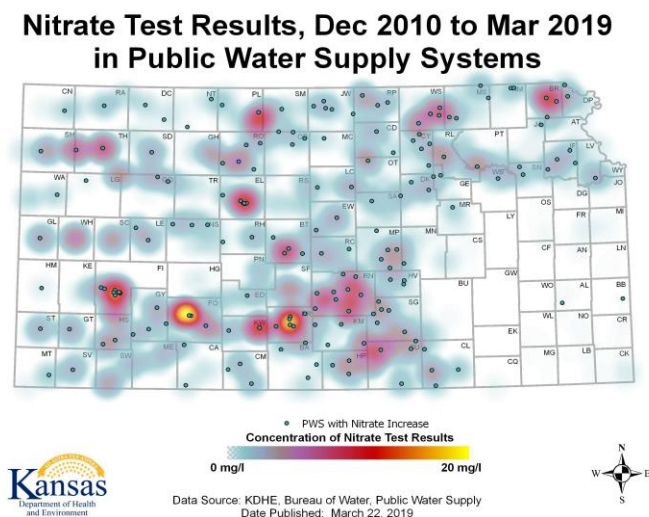 Nitrate Test Results, Dec 2010 to Mar 2019
in Public Water Supply Systems
CN RA DC NT PL SM JW RP WS MS NM BR DP
AT
SH TH SD GH RO MC CD CY RL PT JA JF LV
WY
WA LG TR EL RS LC OT DK GE WB SN JO
DG
OS
GL WH SC LE NS RH BT EW SA MR LY FR MI
RC MP MN CS
CF AN LN
HM KE FI HG PN SF RN HV GW
BU WO AL BB
GY FO ED SG
ST GT HS KW KM EK WL NO CR
MT SV SW ME CA CM BA HP CL CQ MG LB CK
PWS with Nitrate Increase
Concentration of Nitrate Test Results
0 mg/l 20 mg/l
Kansas
Department of Health
and Environment
Data Source: KDHE, Bureau of Water, Public Water Supply
Date Published: March 22, 2019
N
W E
S